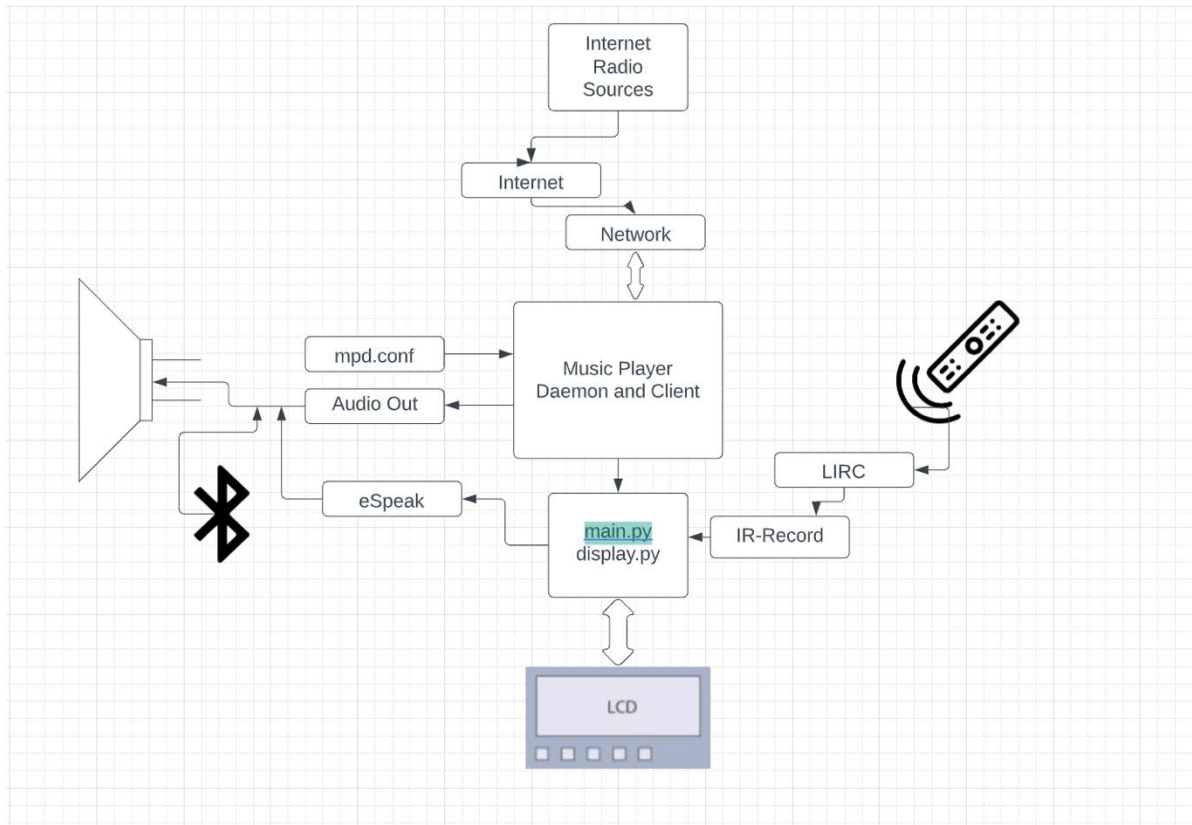 Internet
Radio
Sources
Internet
Network
mpd.conf
Music Player
Daemon and Client
Audio Out
LIRC
eSpeak
main.py
display.py
IR-Record
LCD